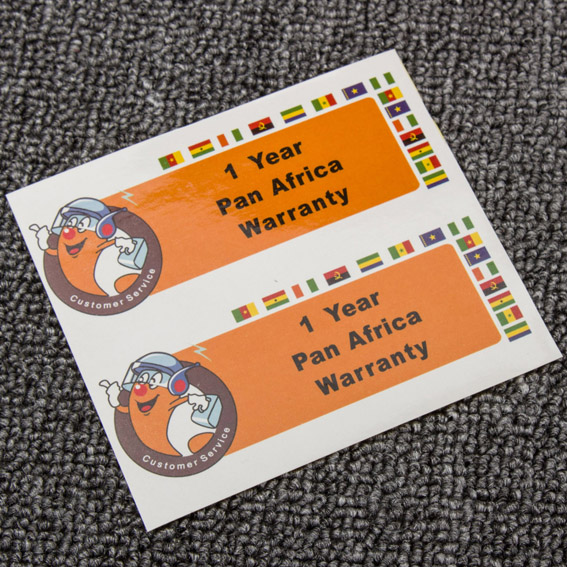 1 Year
Pan Africa
Warranty
Customer Service
1 Year
Pan Africa
Warranty
Customer Service